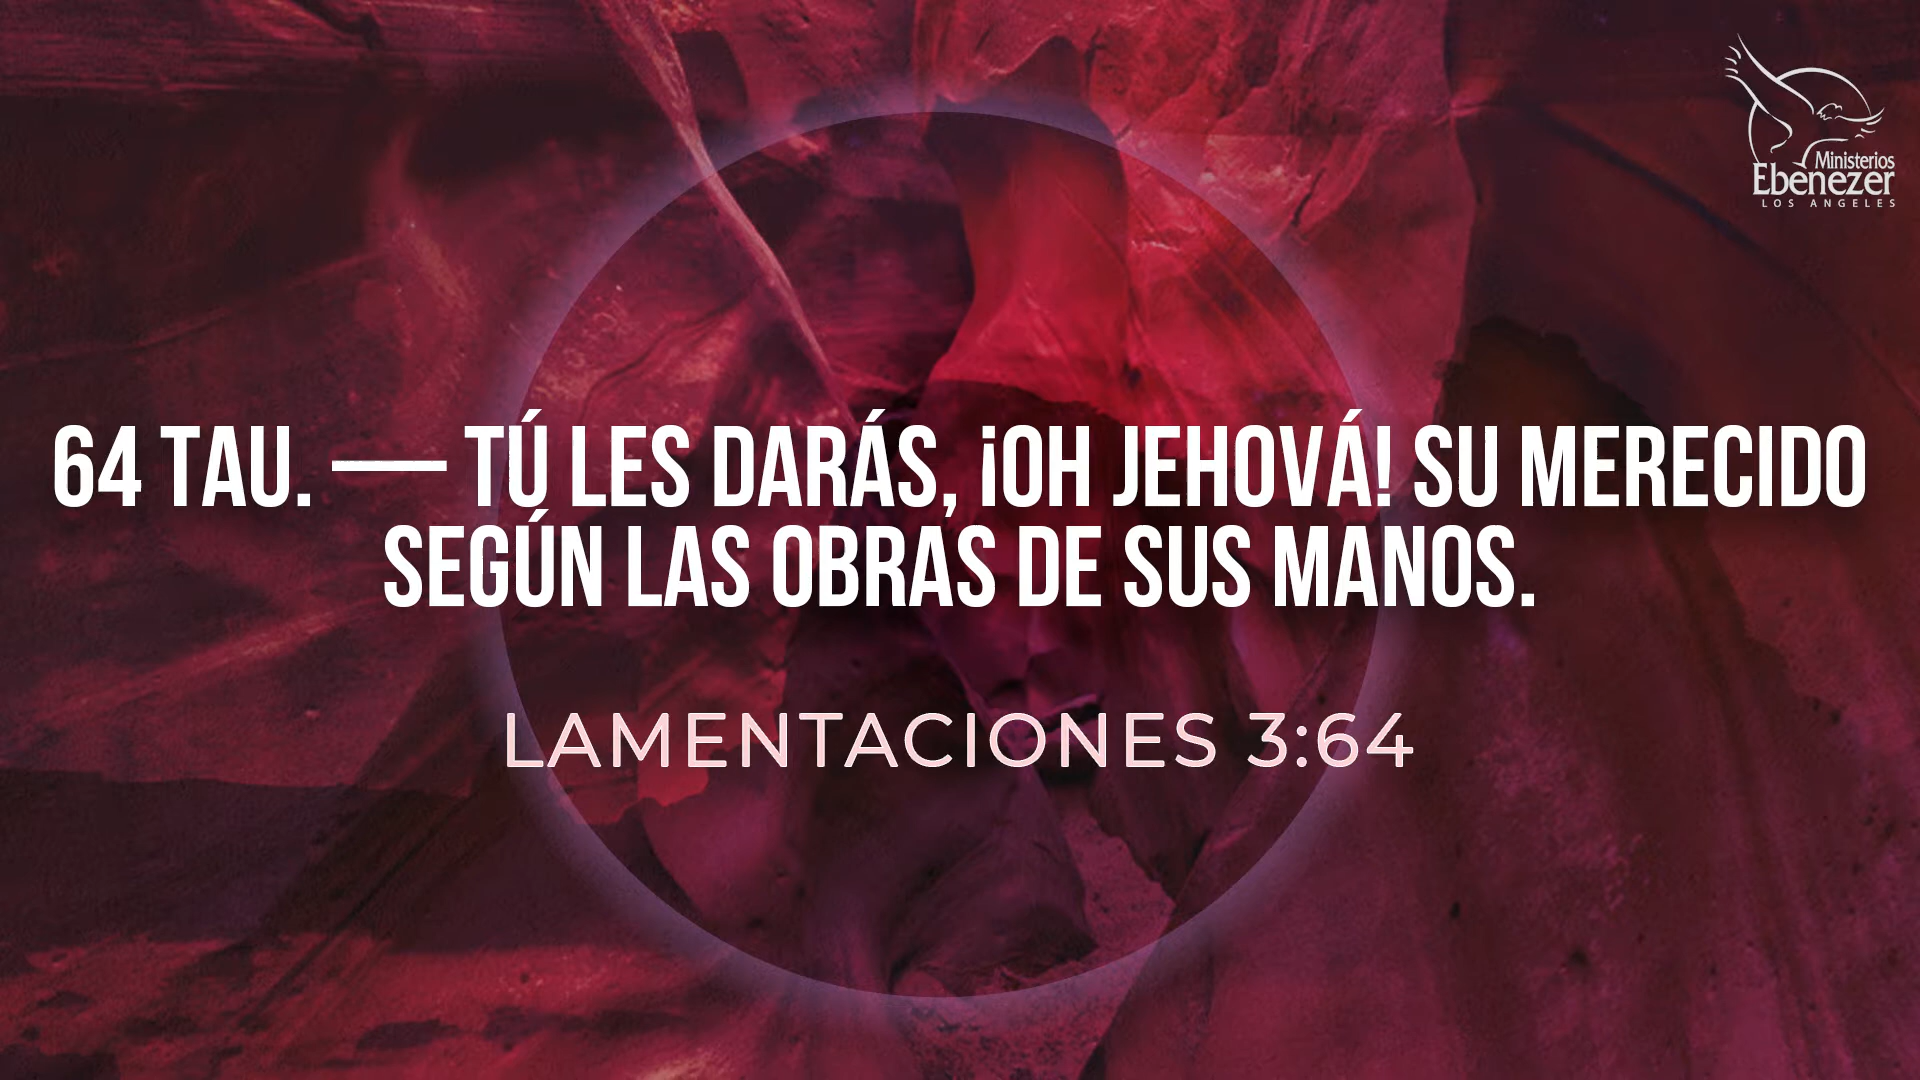 Ministerios
Ebenezer
LOS ANGELES
64 TAU. — TÚ LES DARÁS, ¡OH JEHOVÁ! SU MERECIDO
SEGÚN LAS OBRAS DE SUS MANOS.
LAMENTACIONES 3:64